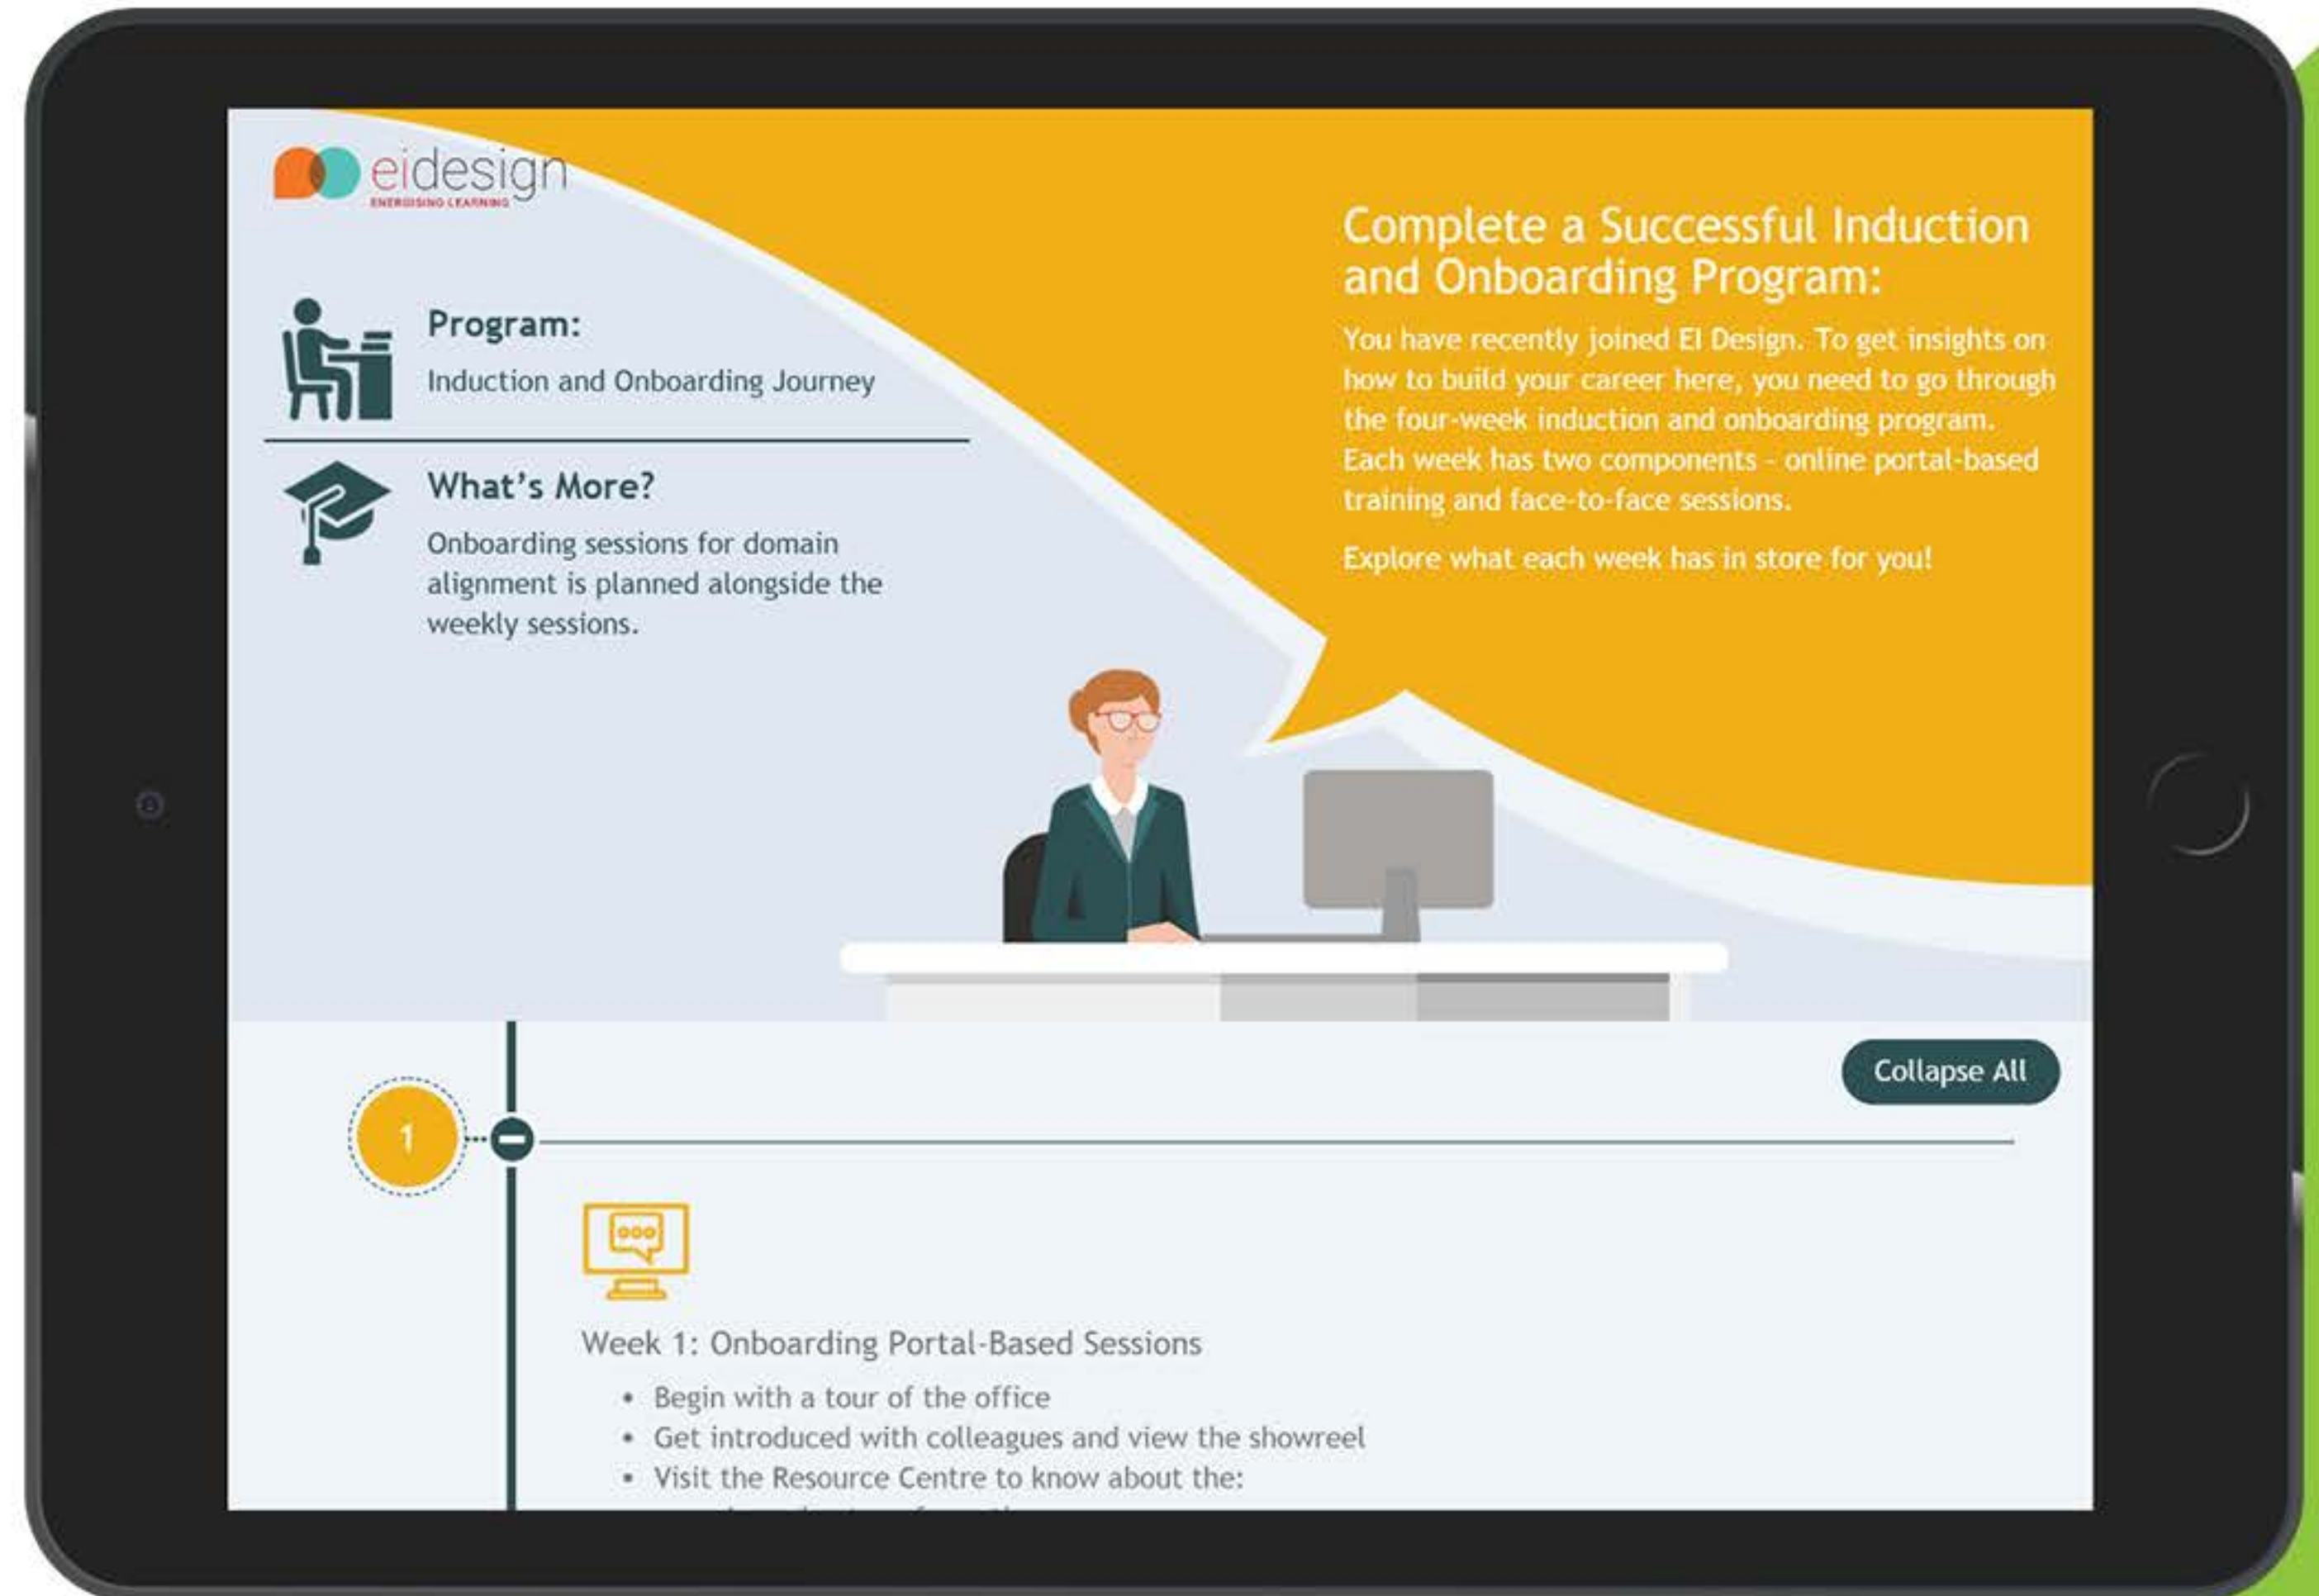 eidesign
ENERGISING LEARNING
Program:
Induction and Onboarding Journey
What's More?
Onboarding sessions for domain
alignment is planned alongside the
weekly sessions.
Complete a Successful Induction
and Onboarding Program:
You have recently joined EI Design. To get insights on
how to build your career here, you need to go through
the four-week induction and onboarding program.
Each week has two components - online portal-based
training and face-to-face sessions.
Explore what each week has in store for you!
Collapse All
1
Week 1: Onboarding Portal-Based Sessions
• Begin with a tour of the office
• Get introduced with colleagues and view the showreel
• Visit the Resource Centre to know about the: